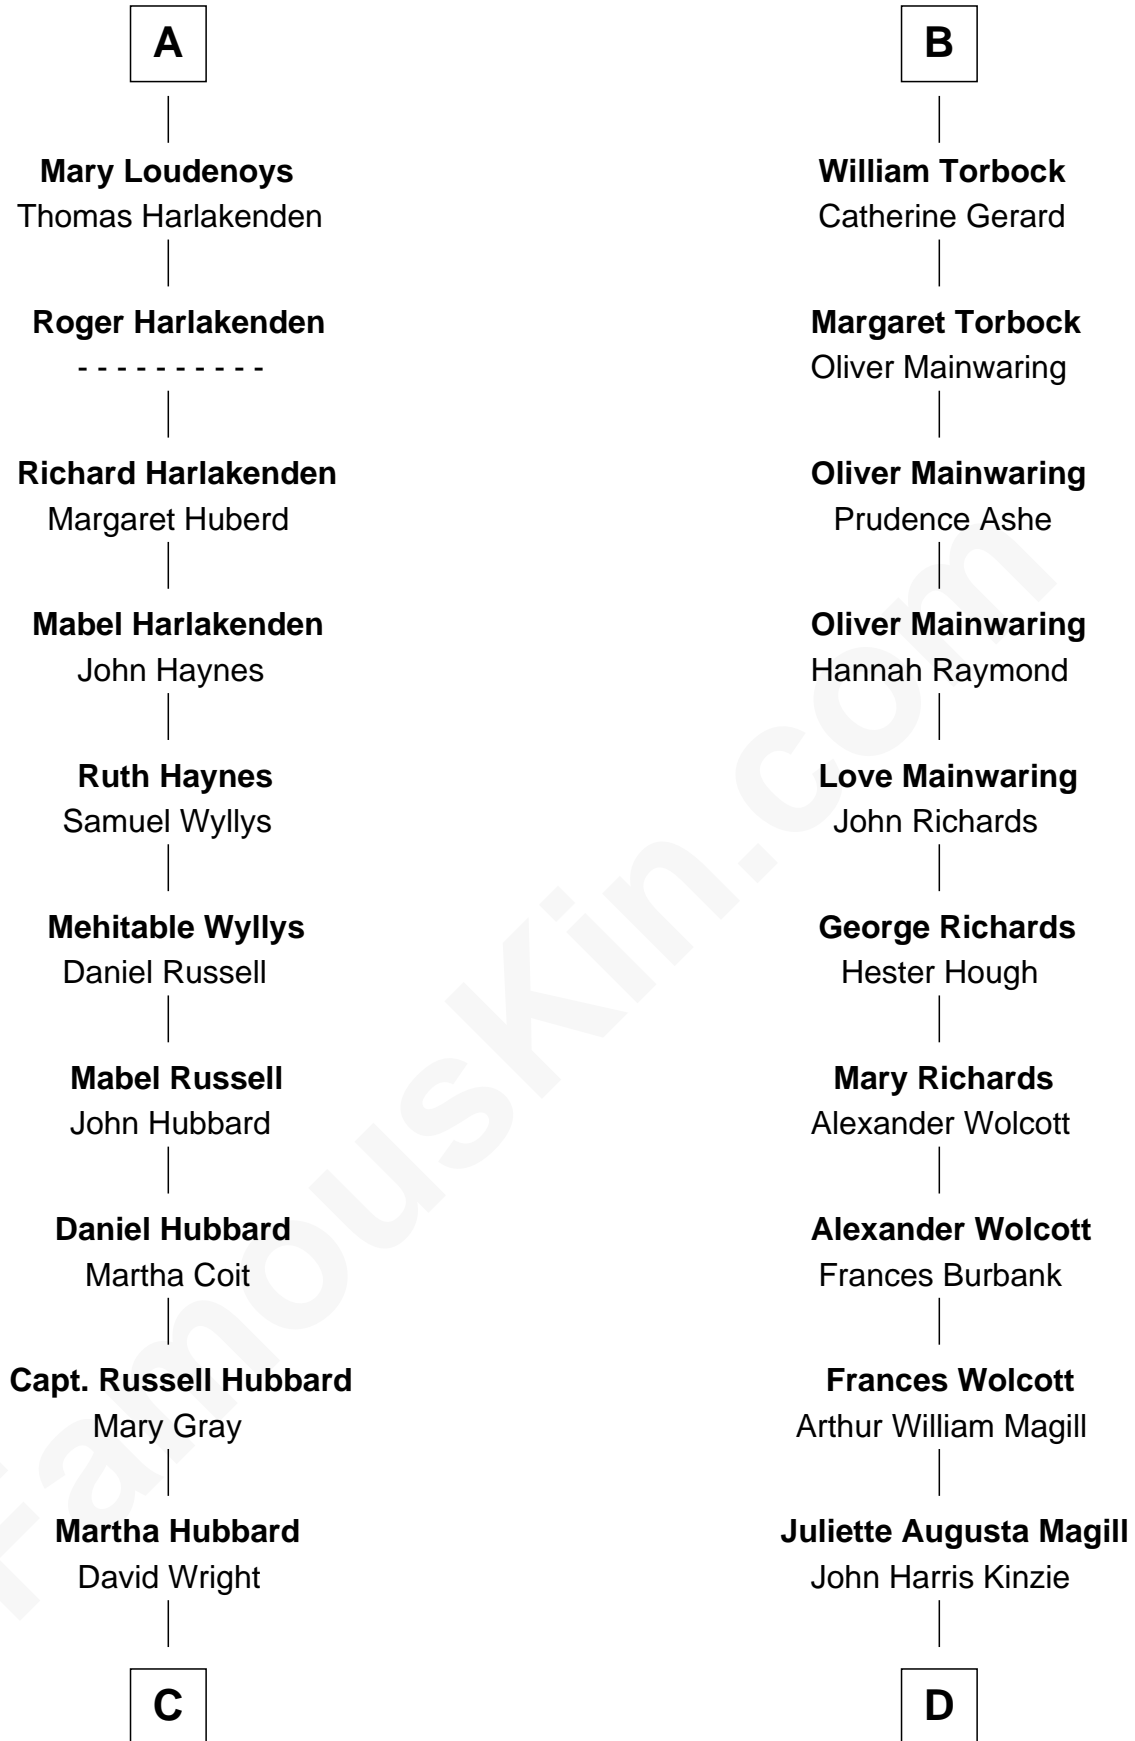 A
Mary Loudenoys
Thomas Harlakenden
Roger Harlakenden
- - - - - - - - - -
Richard Harlakenden
Margaret Huberd
Mabel Harlakenden
John Haynes
Ruth Haynes
Samuel Wyllys
Mehitable Wyllys
Daniel Russell
Mabel Russell
John Hubbard
Daniel Hubbard
Martha Coit
Capt. Russell Hubbard
Mary Gray
Martha Hubbard
David Wright
C
B
William Torbock
Catherine Gerard
Margaret Torbock
Oliver Mainwaring
Oliver Mainwaring
Prudence Ashe
Oliver Mainwaring
Hannah Raymond
Love Mainwaring
John Richards
George Richards
Hester Hough
Mary Richards
Alexander Wolcott
Alexander Wolcott
Frances Burbank
Frances Wolcott
Arthur William Magill
Juliette Augusta Magill
John Harris Kinzie
D
FamousKin.com